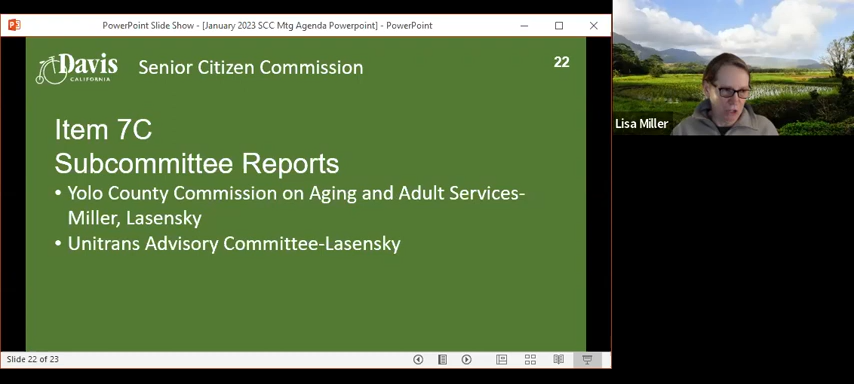 PowerPoint Slide Show - [January 2023 SCC Mtg Agenda Powerpoint] - PowerPoint
Davis
CALIFORNIA
Senior Citizen Commission
22
Item 7C
Subcommittee Reports
• Yolo County Commission on Aging and Adult Services-
Miller, Lasensky
• Unitrans Advisory Committee-Lasensky
Slide 22 of 23
Lisa Miller